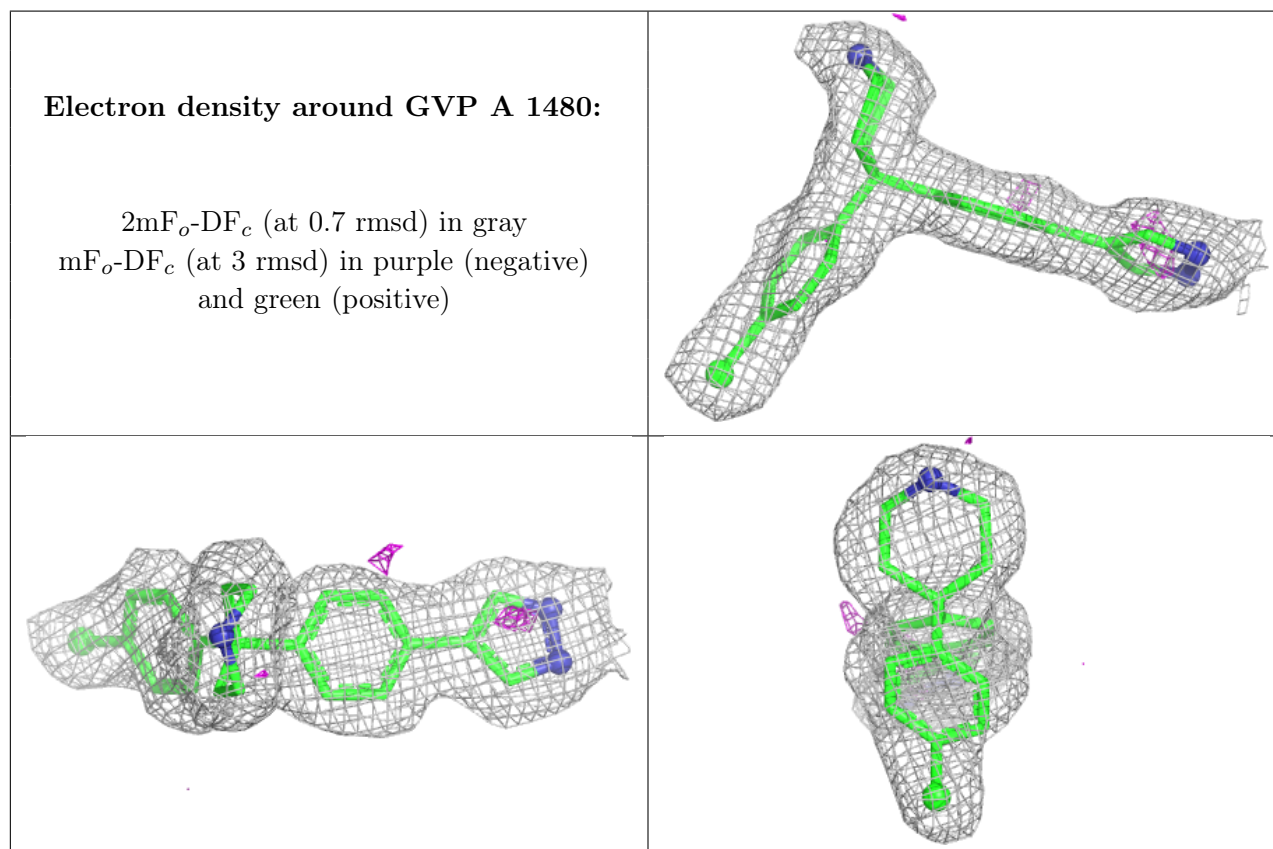 Electron density around GVP A 1480:
2mFo-DFc (at 0.7 rmsd) in gray
mFo-DFc (at 3 rmsd) in purple (negative)
and green (positive)